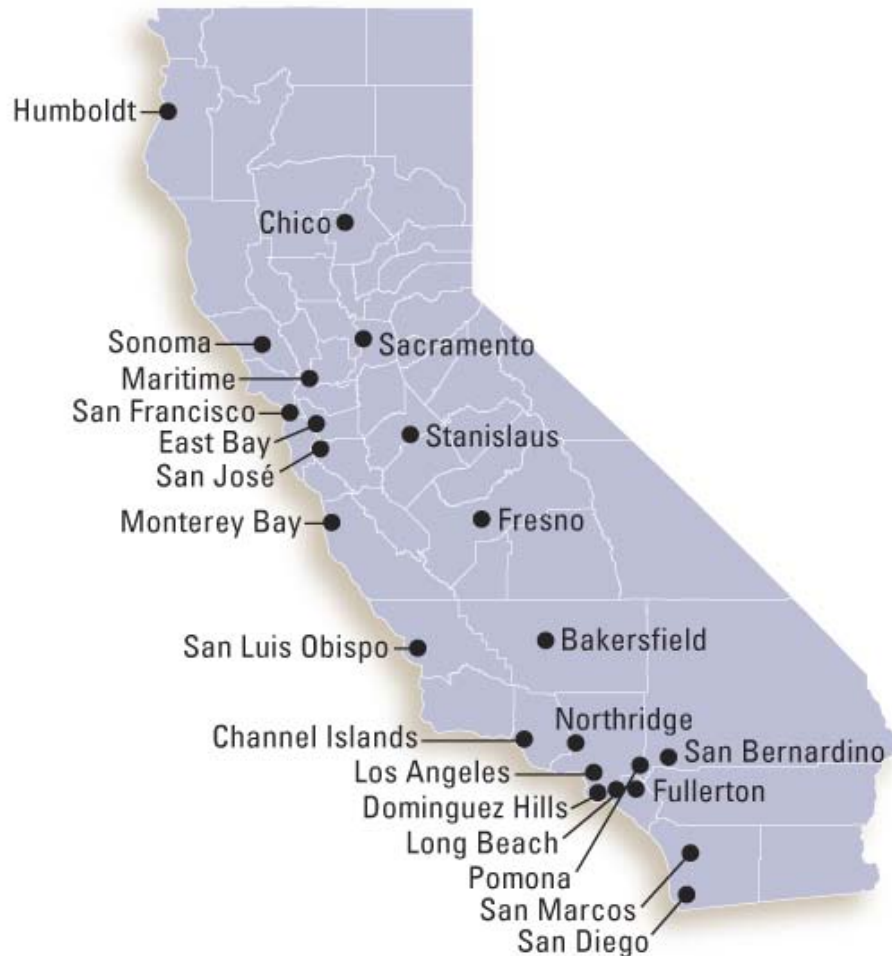 Humboldt
Chico
Sonoma
Sacramento
Maritime
San Francisco
East Bay
Stanislaus
San José
Monterey Bay
Fresno
San Luis Obispo
Bakersfield
Northridge
Channel Islands
San Bernardino
Los Angeles
Fullerton
Dominguez Hills
Long Beach
Pomona
San Marcos
San Diego